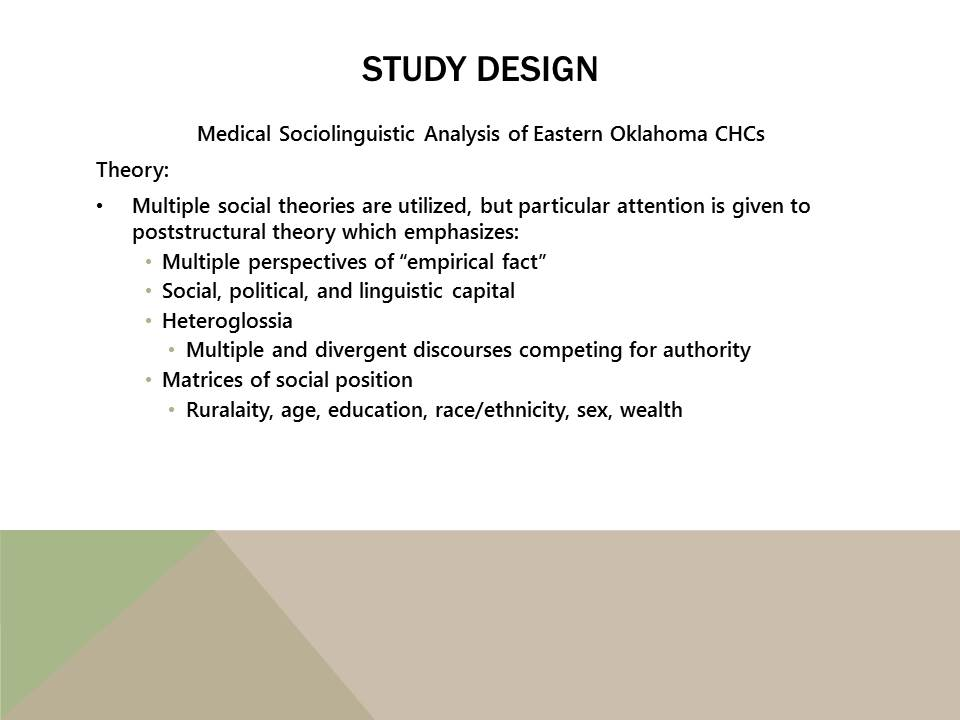 STUDY DESIGN
Medical Sociolinguistic Analysis of Eastern Oklahoma CHCs
Theory:
• Multiple social theories are utilized, but particular attention is given to
poststructural theory which emphasizes:
• Multiple perspectives of “empirical fact”
• Social, political, and linguistic capital
• Heteroglossia
• Multiple and divergent discourses competing for authority
• Matrices of social position
• Ruralaity, age, education, race/ethnicity, sex, wealth